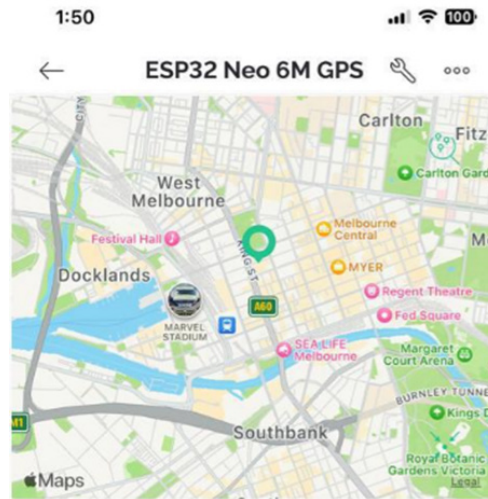 1:50
100
ESP32 Neo 6M GPS
Carlton
Fitz
Carlton Gard
West
Melbourne
Festival Hall
Melbourne
Central
KING ST
MYER
Docklands
Regent Theatre
A60
Fed Square
MARVEL
STADIUM
SEA LIFE
Melbourne
Margaret
Court Arena
BURNLEY TUNNE
M1
Kings D
Southbank
Royal Botanic
Gardens Victoria
Maps
Legal